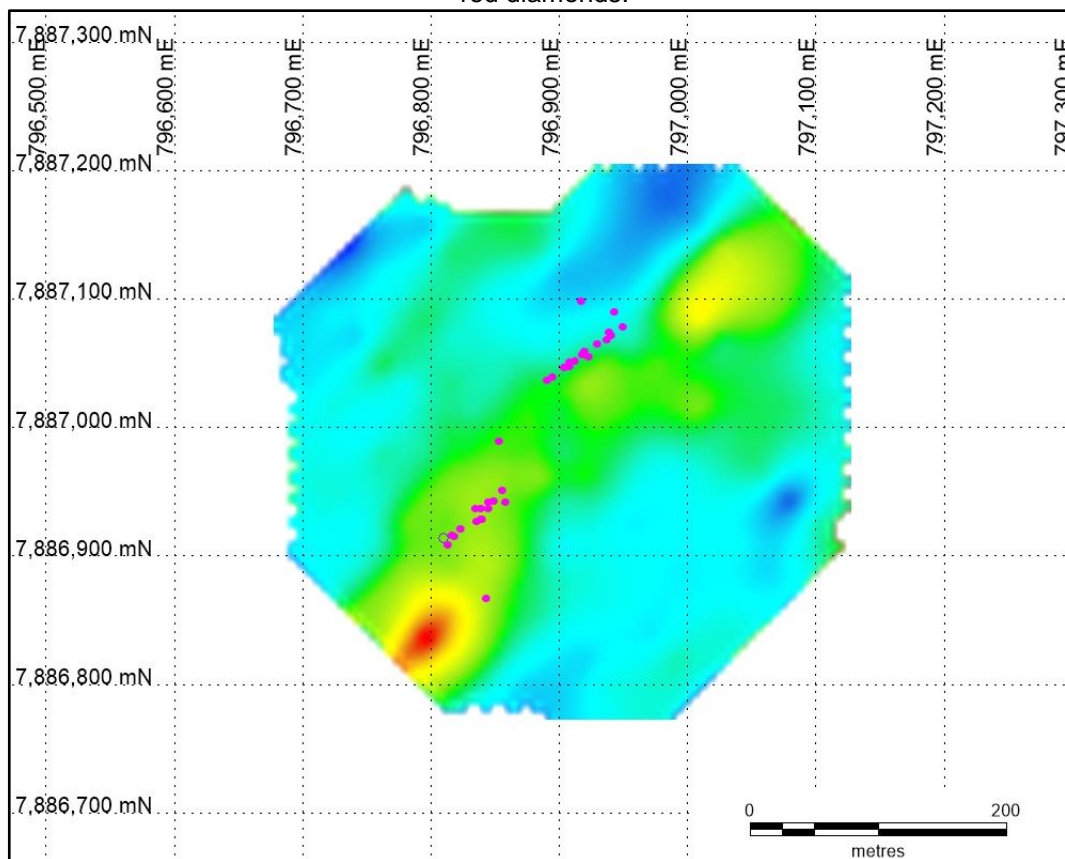 red diamonds.
7,887,300 mN
7,887,200 mN
7,887,100 mN
7,887,000 mN
7,886,900 mN
7,886,800 mN
7,886,700 mN
796,500 mE
796,600 mE
796,700 mE
796,800 mE
796,900 mE
797,000 mE
797,100 mE
797,200 mE
0 200
metres